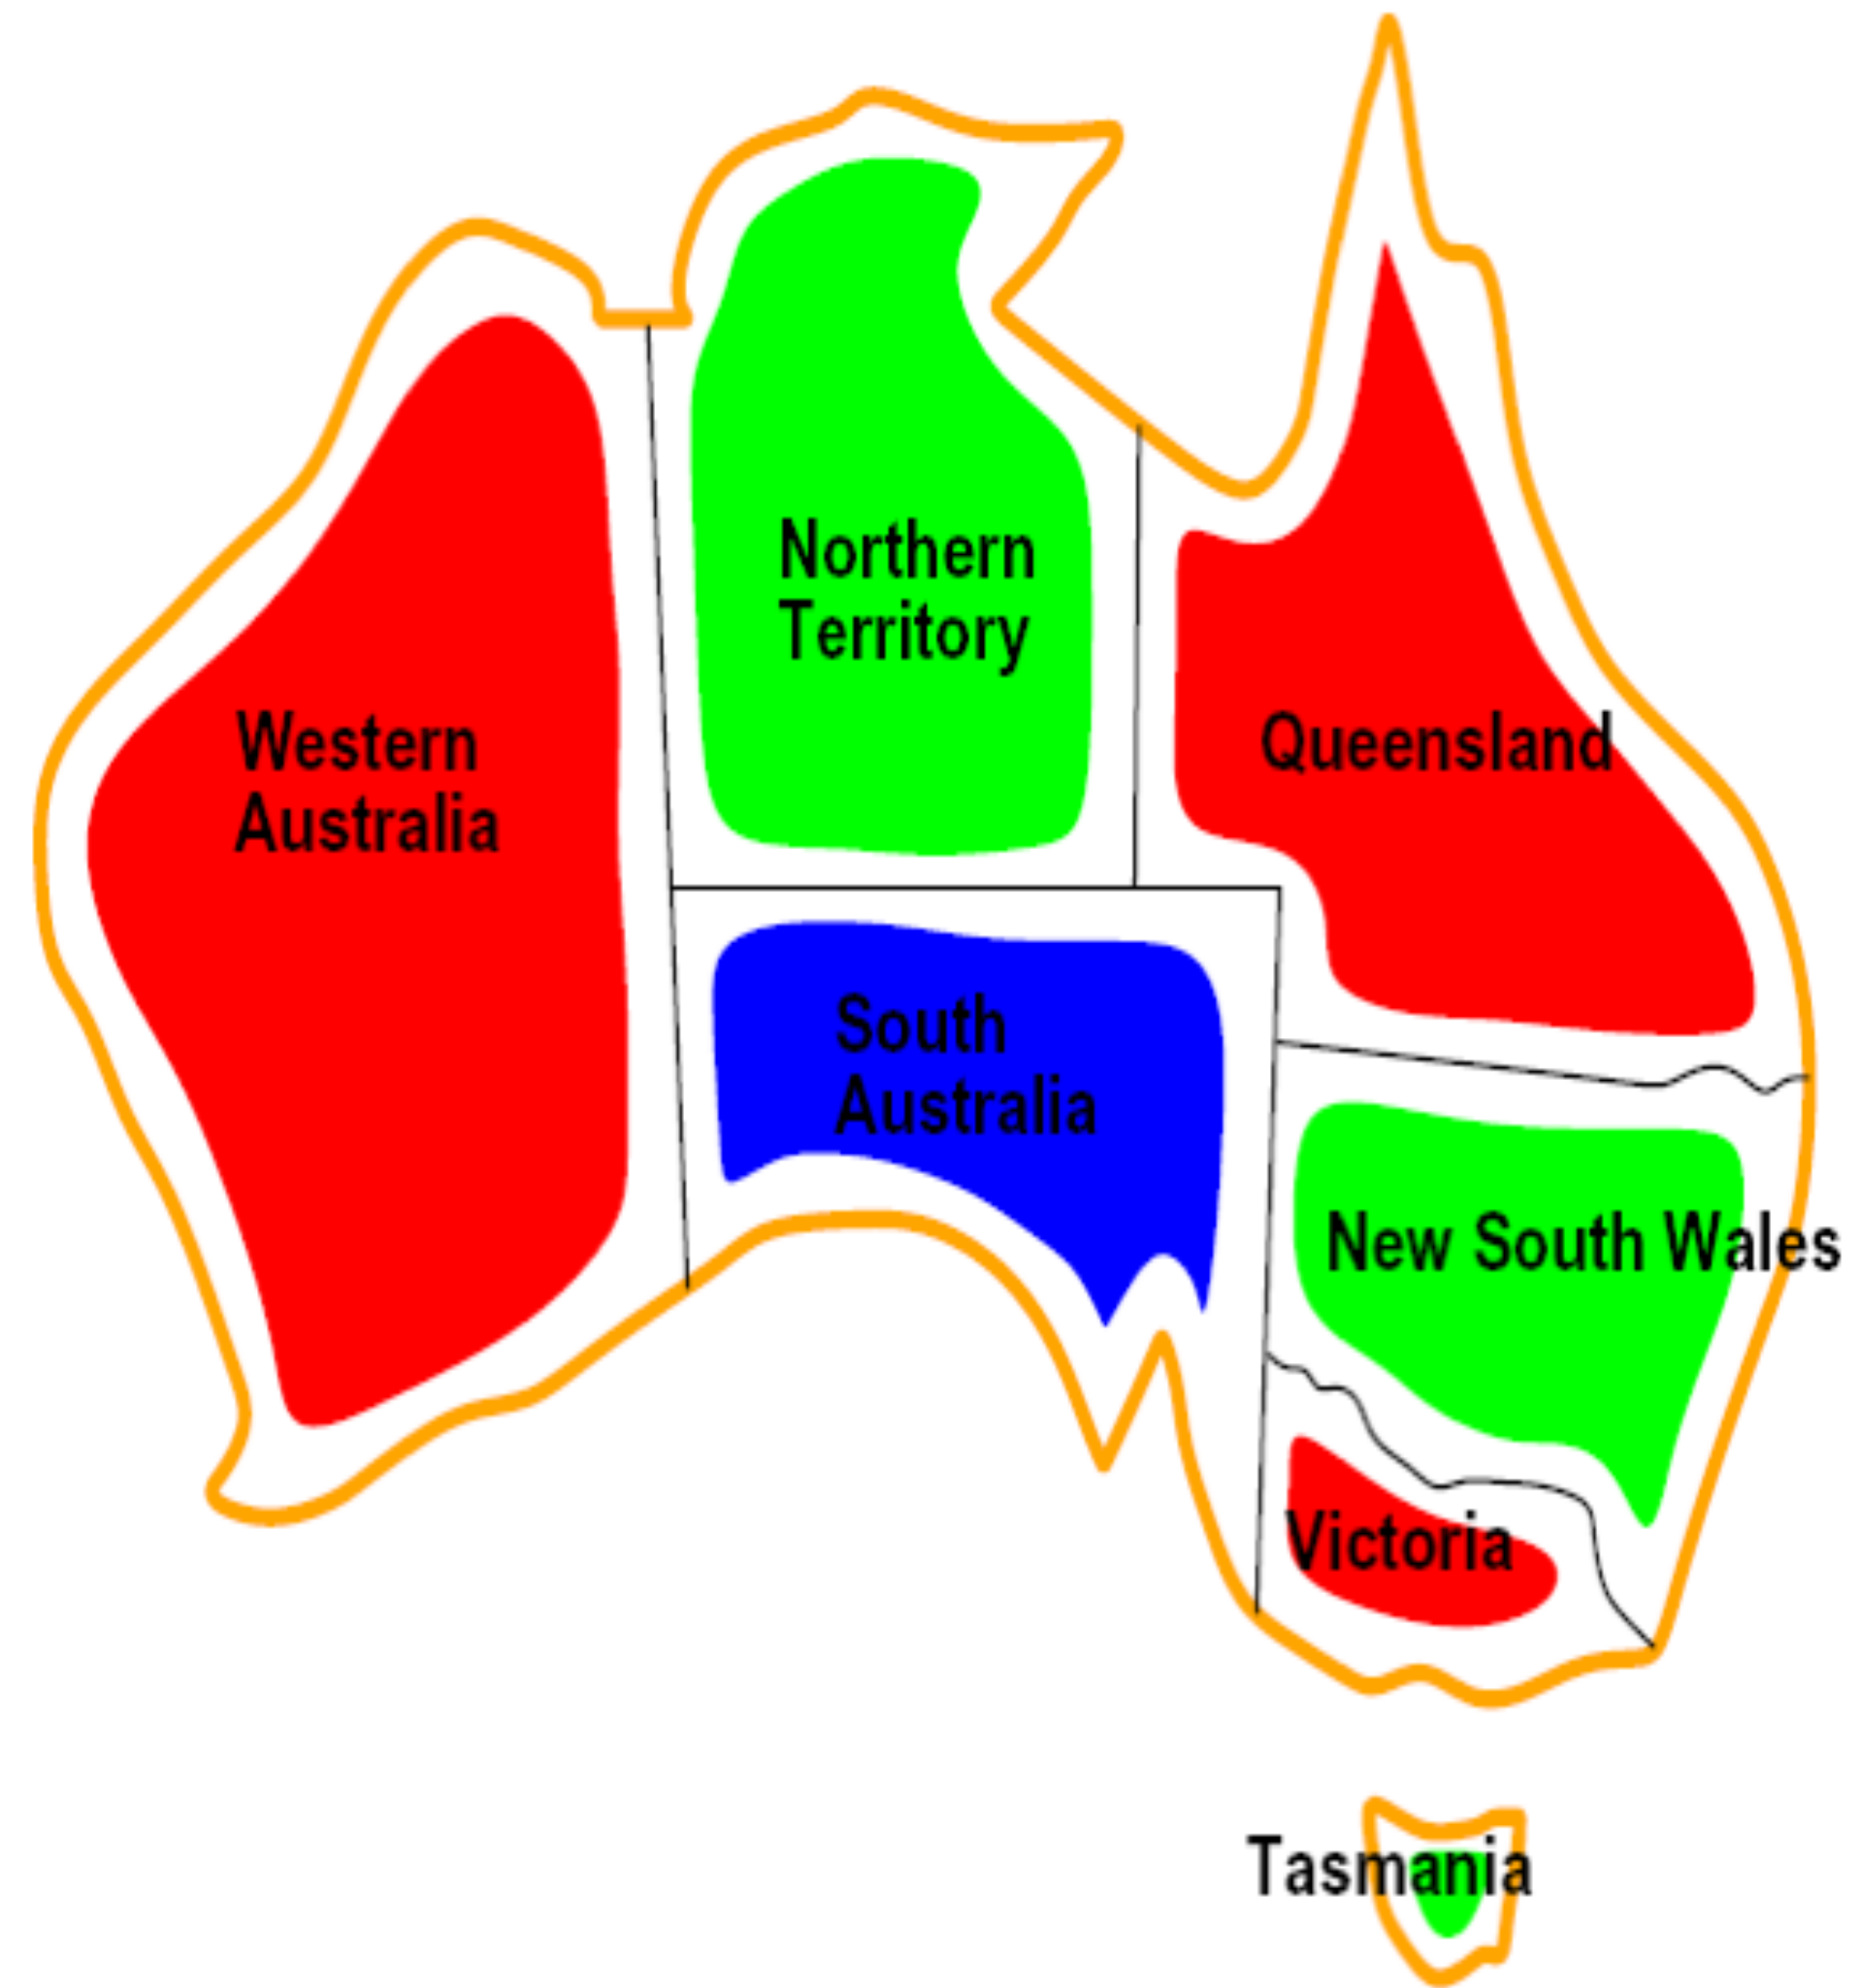 Northern
Territory
Western
Australia
Queensland
South
Australia
New South Wales
Victoria
Tasmania